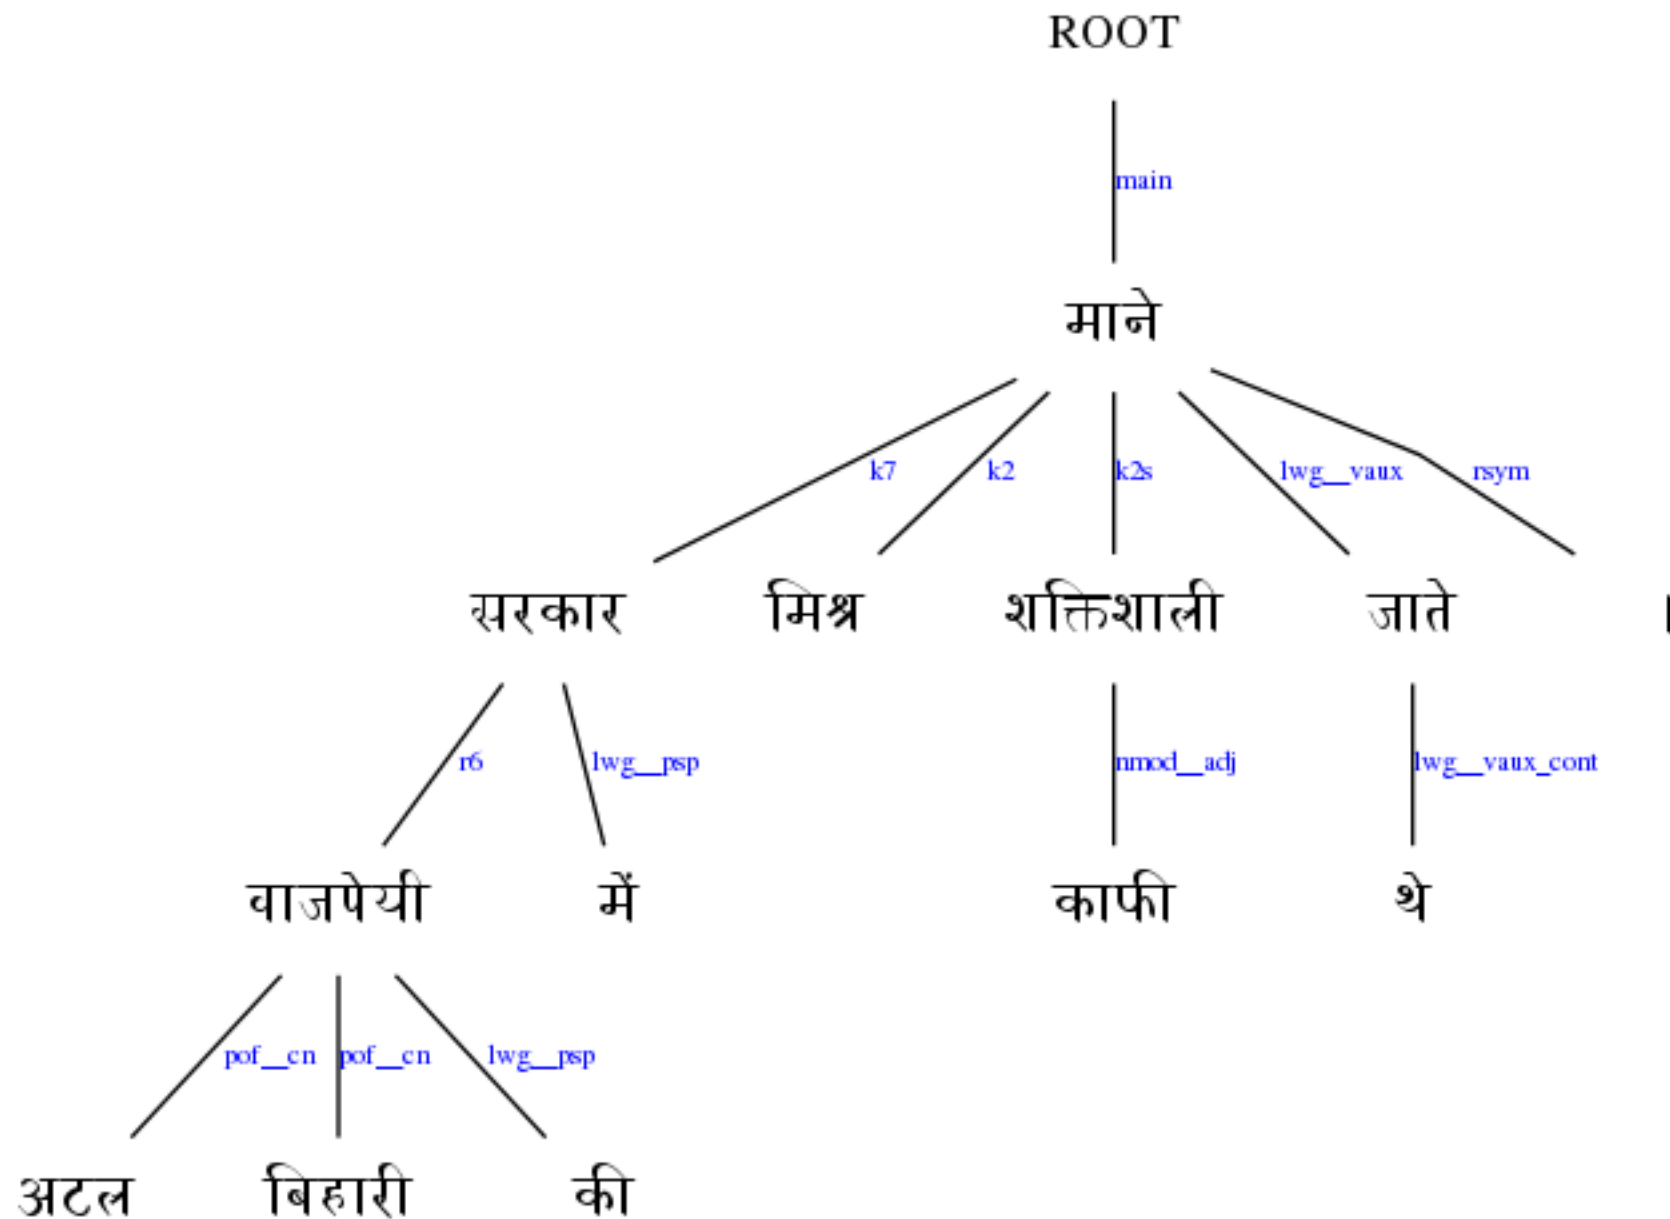 ROOT
main
माने
k7 k2 k2s lwg__vaux rsym
सरकार मिश्र शक्तिशाली जाते ।
r6 lwg__psp nmod__adj lwg__vaux_cont
वाजपेयी में काफी थे
pof__cn pof__cn lwg__psp
अटल बिहारी की